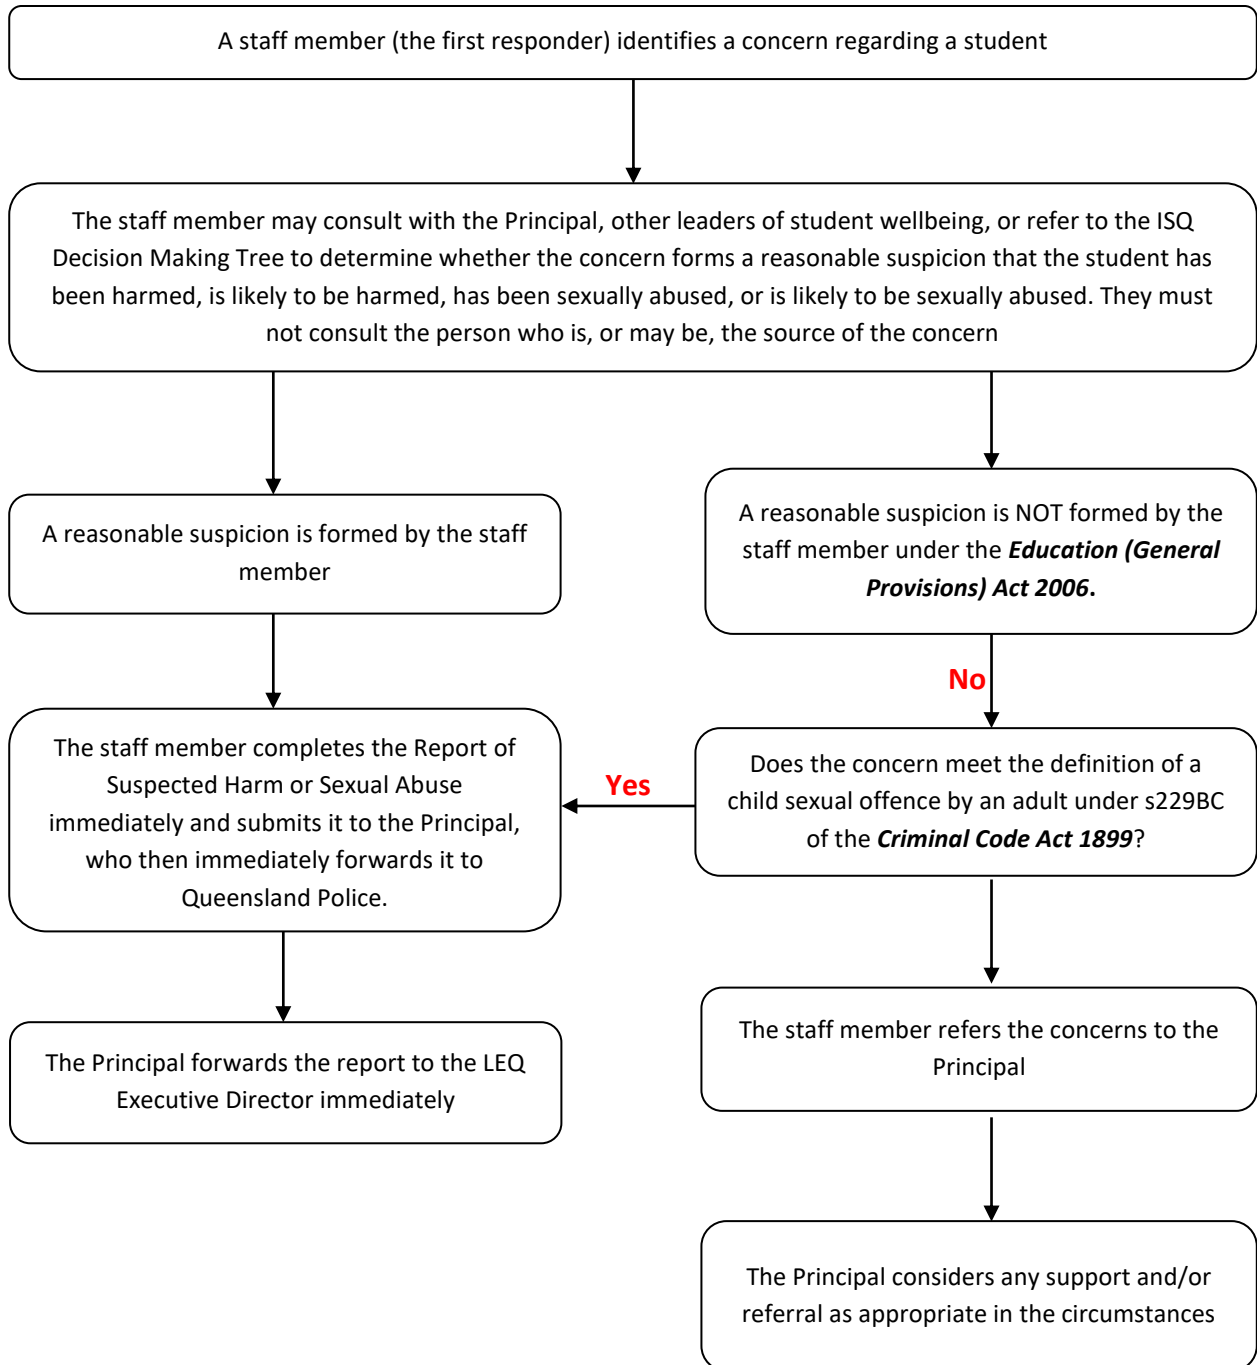 A staff member (the first responder) identifies a concern regarding a student
The staff member may consult with the Principal, other leaders of student wellbeing, or refer to the ISQ
Decision Making Tree to determine whether the concern forms a reasonable suspicion that the student has
been harmed, is likely to be harmed, has been sexually abused, or is likely to be sexually abused. They must
not consult the person who is, or may be, the source of the concern
A reasonable suspicion is formed by the staff
member
A reasonable suspicion is NOT formed by the
staff member under the Education (General
Provisions) Act 2006.
No
The staff member completes the Report of
Suspected Harm or Sexual Abuse
immediately and submits it to the Principal,
who then immediately forwards it to
Queensland Police.
Yes
Does the concern meet the definition of a
child sexual offence by an adult under s229BC
of the Criminal Code Act 1899?
The Principal forwards the report to the LEQ
Executive Director immediately
The staff member refers the concerns to the
Principal
The Principal considers any support and/or
referral as appropriate in the circumstances